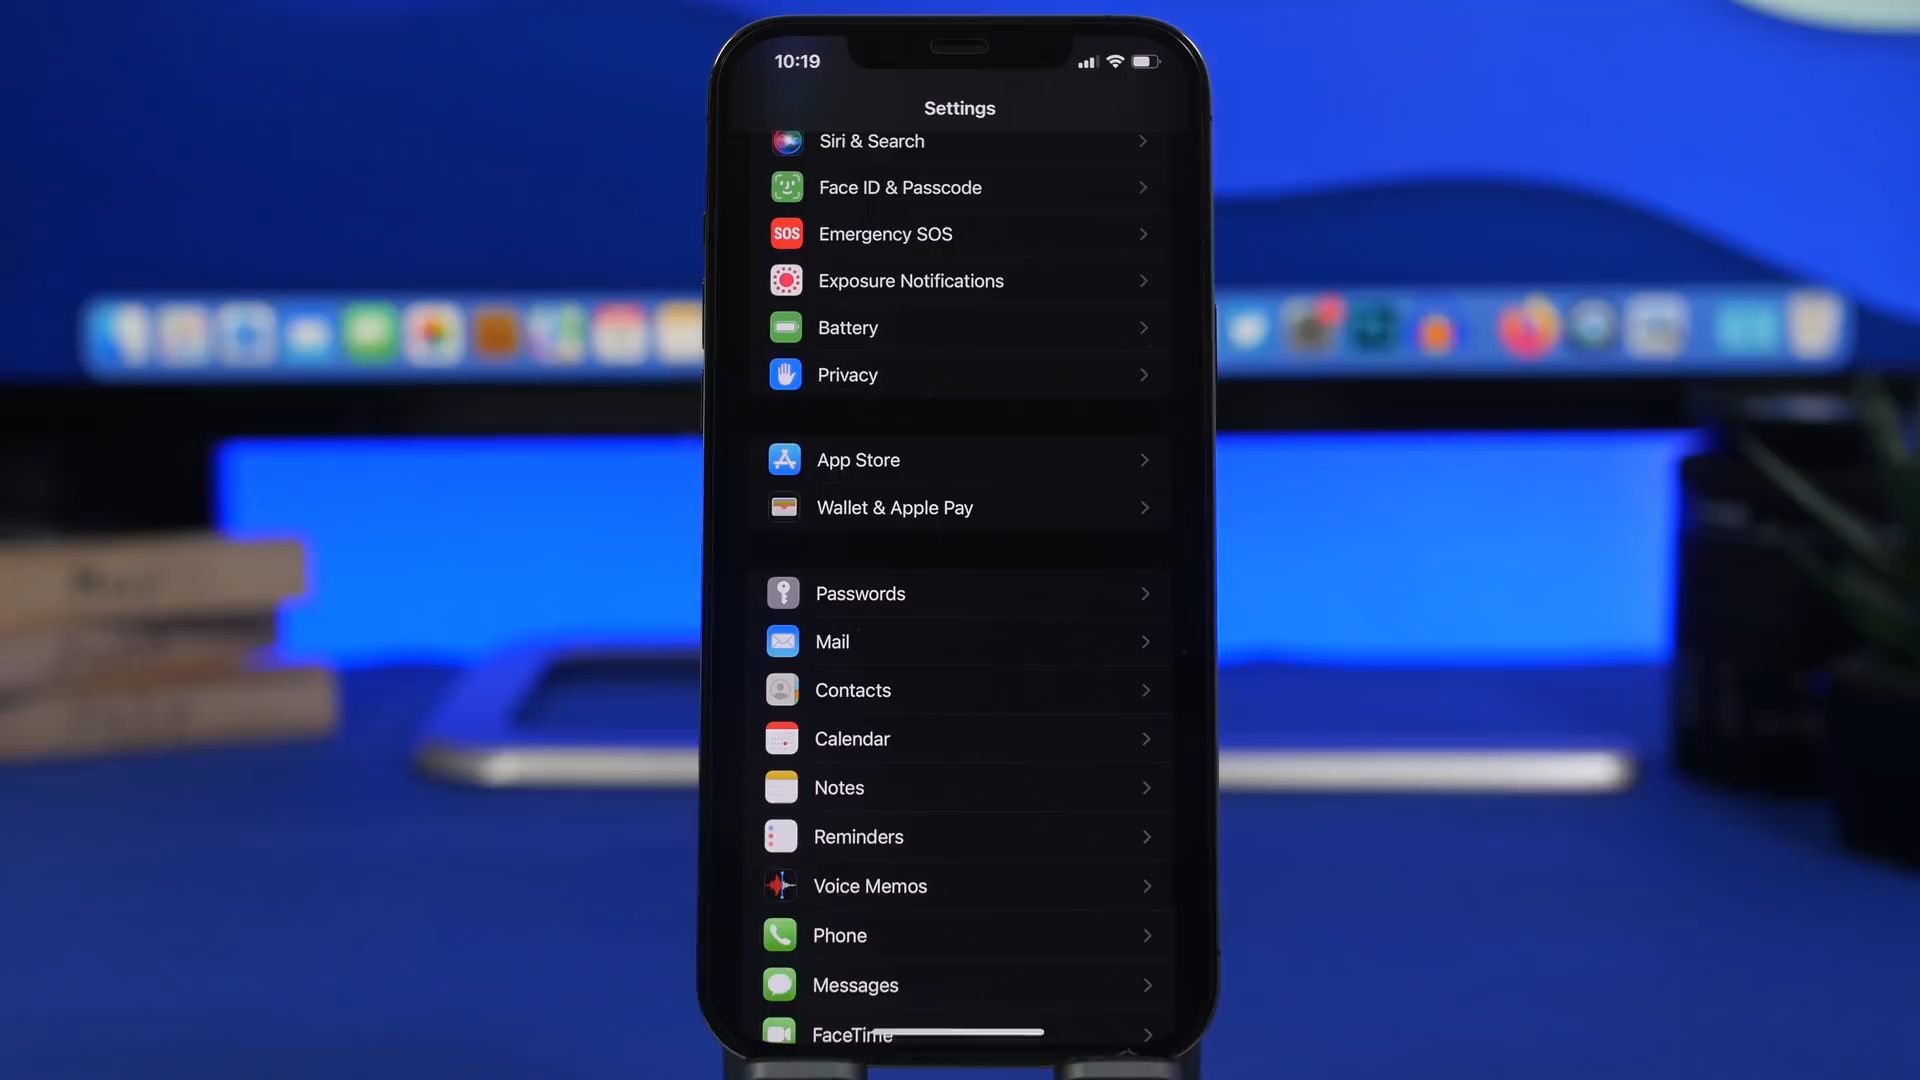 10:19
Settings
Siri & Search
Face ID & Passcode
SOS
Emergency SOS
Exposure Notifications
Battery
Privacy
App Store
Wallet & Apple Pay
Passwords
Mail
Contacts
Calendar
Notes
Reminders
Voice Memos
Phone
Messages
FaceTime